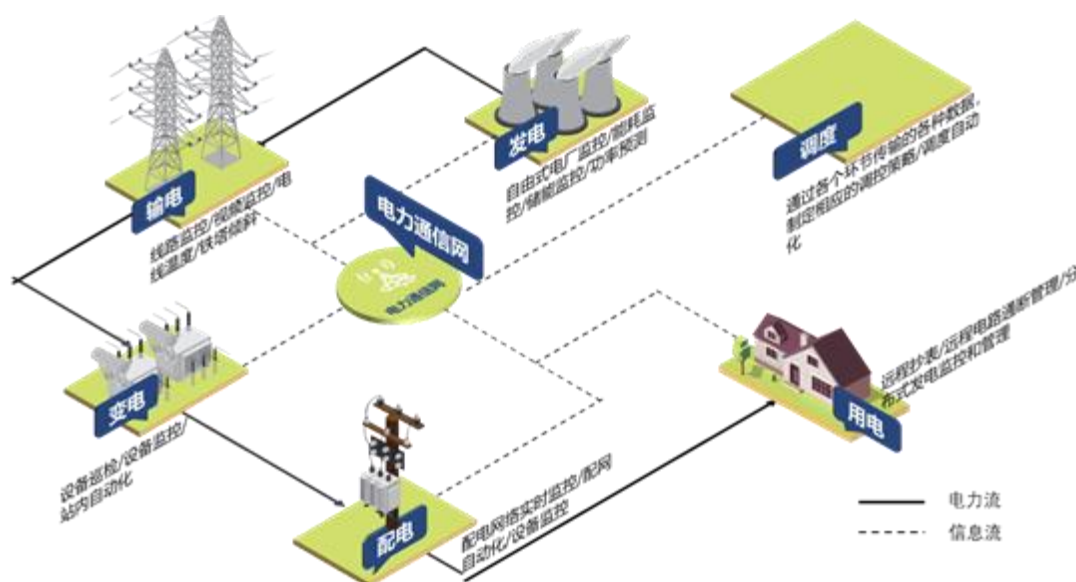 发电
自由式电厂监控/能耗监
控/储能监控/功率预测
调度
通过各个环节传输的各种数据,
制定相应的调控策略/调度自动
化
输电
线路监控/视频监控/电
线温度/铁塔倾斜
电力通信网
电力通信网
变电
设备巡检/设备监控/
站内自动化
配电
配电网络实时监控/配网
自动化/设备监控
用电
远程抄表/远程电路通断管理/分
布式发电监控和管理
电力流
信息流